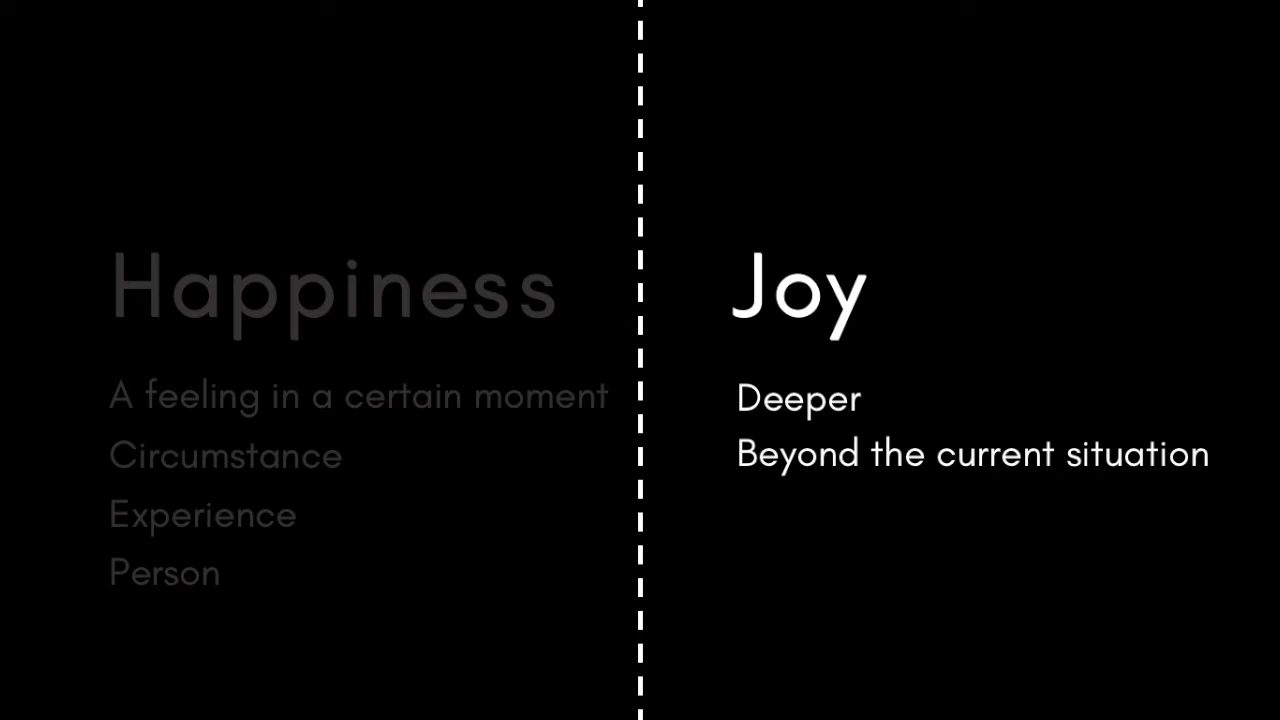 Happiness
A feeling in a certain moment
Circumstance
Experience
Person
Joy
Deeper
Beyond the current situation